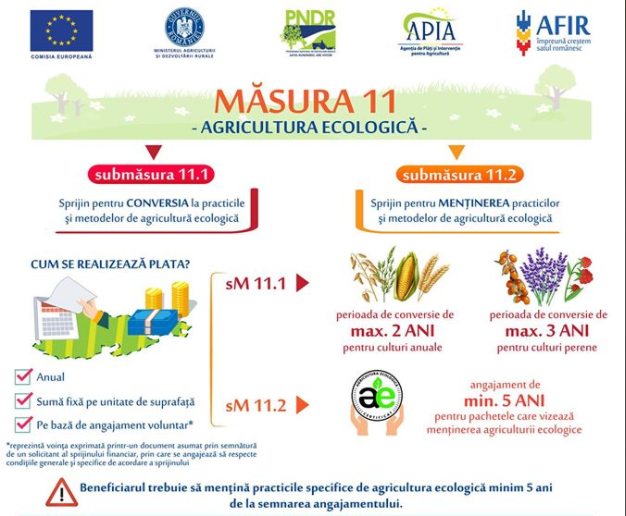 COMISIA EUROPEANĂ
GUVERNUL ROMÂNIEI
MINISTERUL AGRICULTURII
ȘI DEZVOLTĂRII RURALE
PNDR
APIA
Agenția de Plăți și Intervenție
pentru Agricultură
AFIR
împreună creștem
satul românesc
MĂSURA 11
- AGRICULTURA ECOLOGICĂ -
submăsura 11.1
Sprijin pentru CONVERSIA la practicile
și metodelor de agricultură ecologică
submăsura 11.2
Sprijin pentru MENȚINEREA practicilor
și metodelor de agricultură ecologică
CUM SE REALIZEAZĂ PLATA?
Anual
Sumă fixă pe unitate de suprafață
Pe bază de angajament voluntar*
*reprezintă voința exprimată printr-un document asumat prin semnătură
de un solicitant al sprijinului financiar, prin care se angajează să respecte
condițiile generale și specifice de acordare a sprijinului
sM 11.1
perioada de conversie de
max. 2 ANI
pentru culturi anuale
perioada de conversie de
max. 3 ANI
pentru culturi perene
sM 11.2
AGRICULTURA ECOLOGICA
ae
angajament de
min. 5 ANI
pentru pachetele care vizează
menținerea agriculturii ecologice
Beneficiarul trebuie să mențină practicile specifice de agricultură ecologică minim 5 ani
de la semnarea angajamentului.